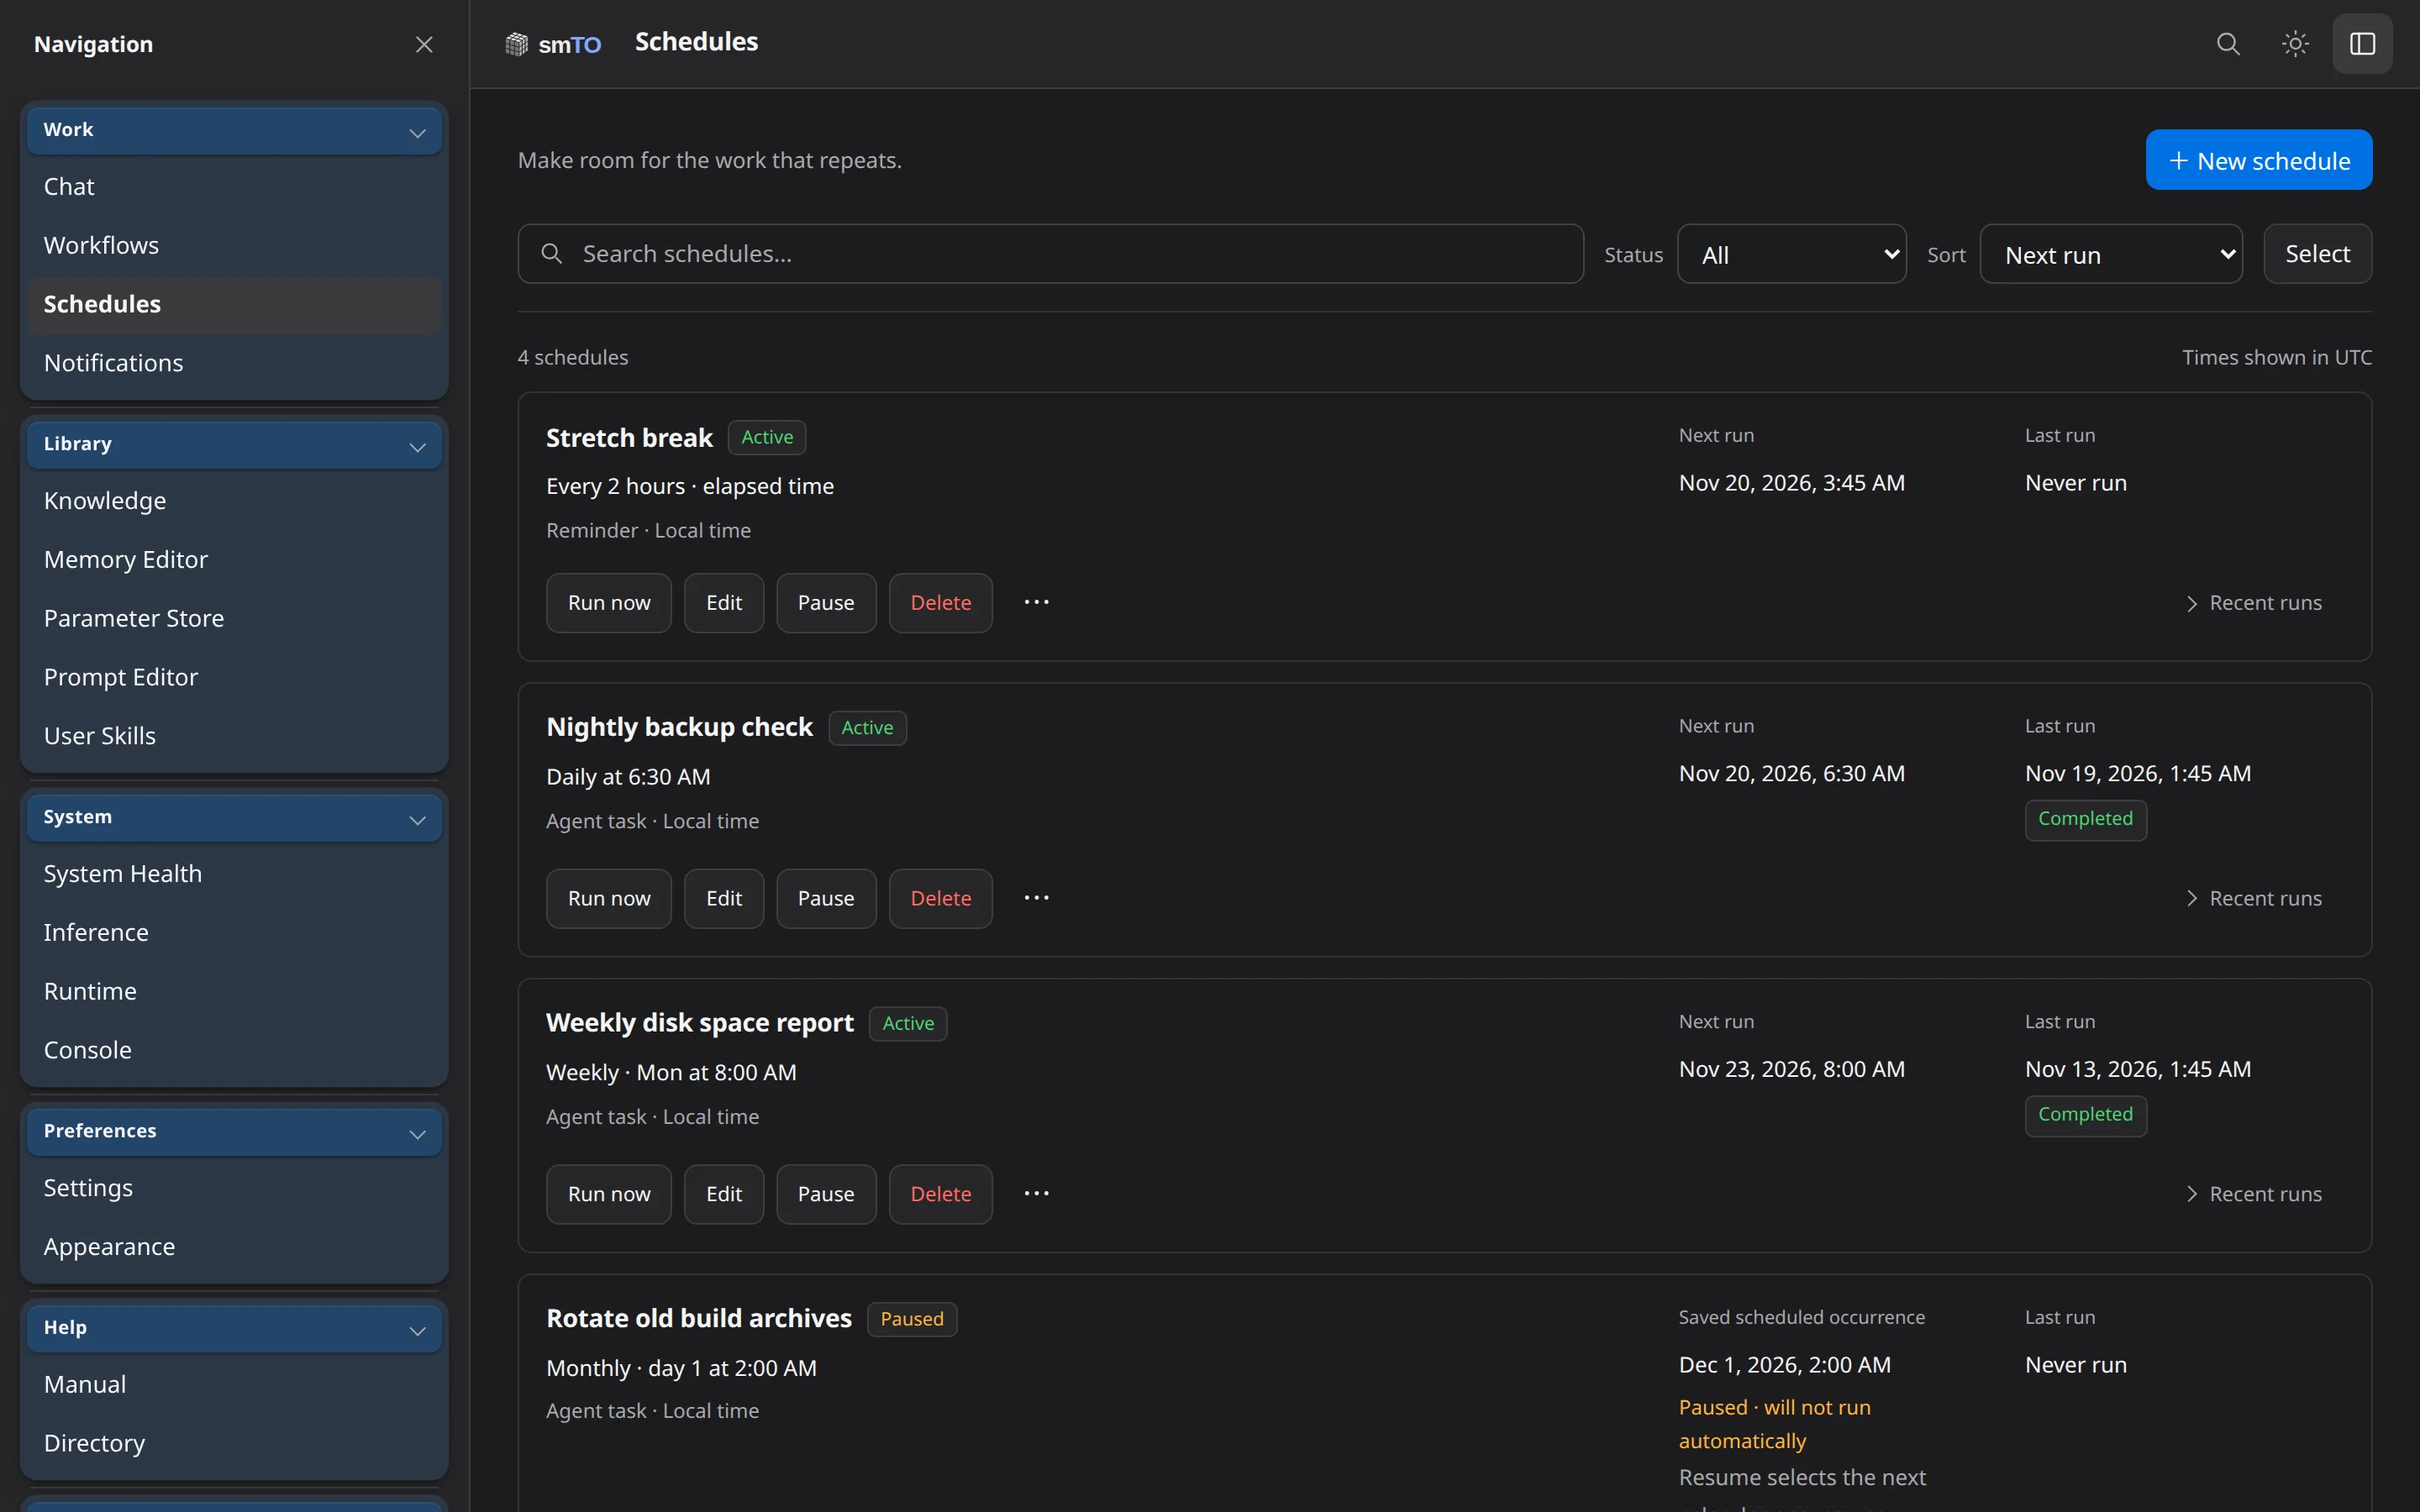 Navigation
Work
Chat
Workflows
Schedules
Notifications
Library
Knowledge
Memory Editor
Parameter Store
Prompt Editor
User Skills
System
System Health
Inference
Runtime
Console
Preferences
Settings
Appearance
Help
Manual
Directory
smTO Schedules
Make room for the work that repeats.
+ New schedule
Search schedules...
Status All Sort Next run Select
4 schedules
Times shown in UTC
Stretch break Active
Every 2 hours · elapsed time
Reminder · Local time
Next run
Nov 20, 2026, 3:45 AM
Last run
Never run
Run now Edit Pause Delete ...
Recent runs
Nightly backup check Active
Daily at 6:30 AM
Agent task · Local time
Next run
Nov 20, 2026, 6:30 AM
Last run
Nov 19, 2026, 1:45 AM
Completed
Run now Edit Pause Delete ...
Recent runs
Weekly disk space report Active
Weekly · Mon at 8:00 AM
Agent task · Local time
Next run
Nov 23, 2026, 8:00 AM
Last run
Nov 13, 2026, 1:45 AM
Completed
Run now Edit Pause Delete ...
Recent runs
Rotate old build archives Paused
Monthly · day 1 at 2:00 AM
Agent task · Local time
Saved scheduled occurrence
Dec 1, 2026, 2:00 AM
Paused · will not run
automatically
Resume selects the next
Last run
Never run